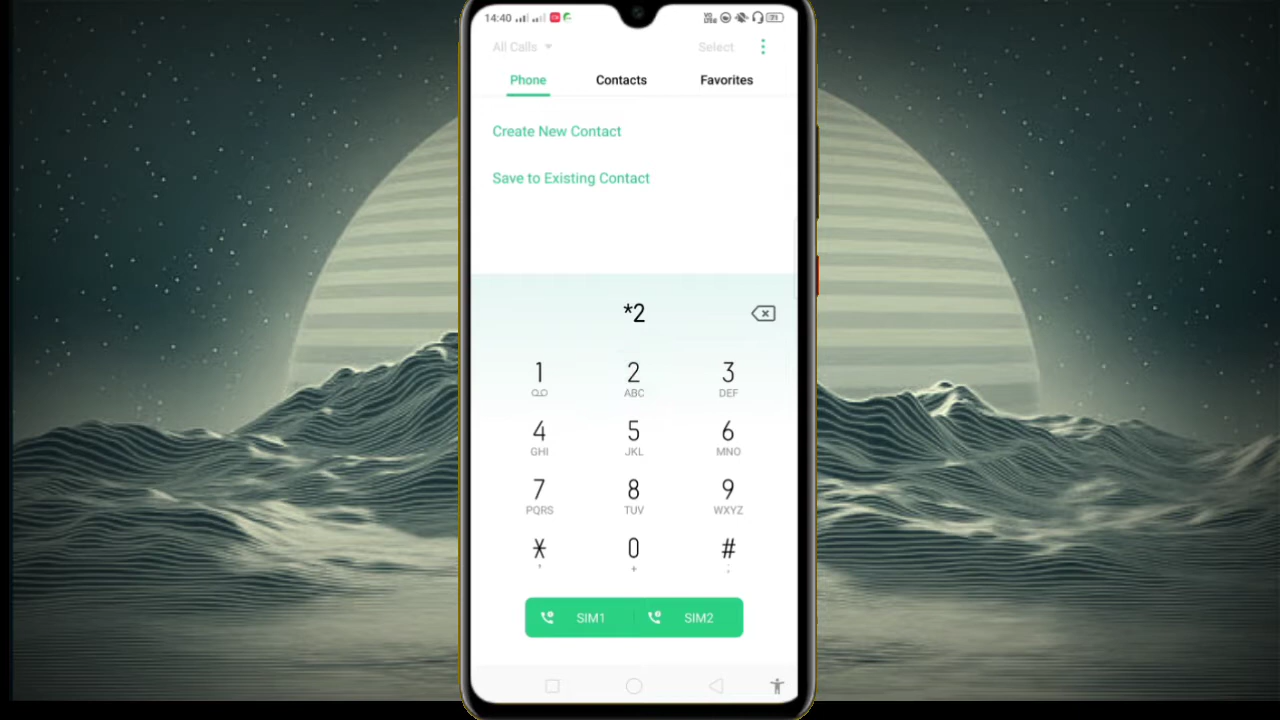 14:40
All Calls Select
Phone Contacts Favorites
Create New Contact
Save to Existing Contact
*2
1 2 3
ABC DEF
4 5 6
GHI JKL MNO
7 8 9
PQRS TUV WXYZ
* 0 #
+ ;
SIM1 SIM2